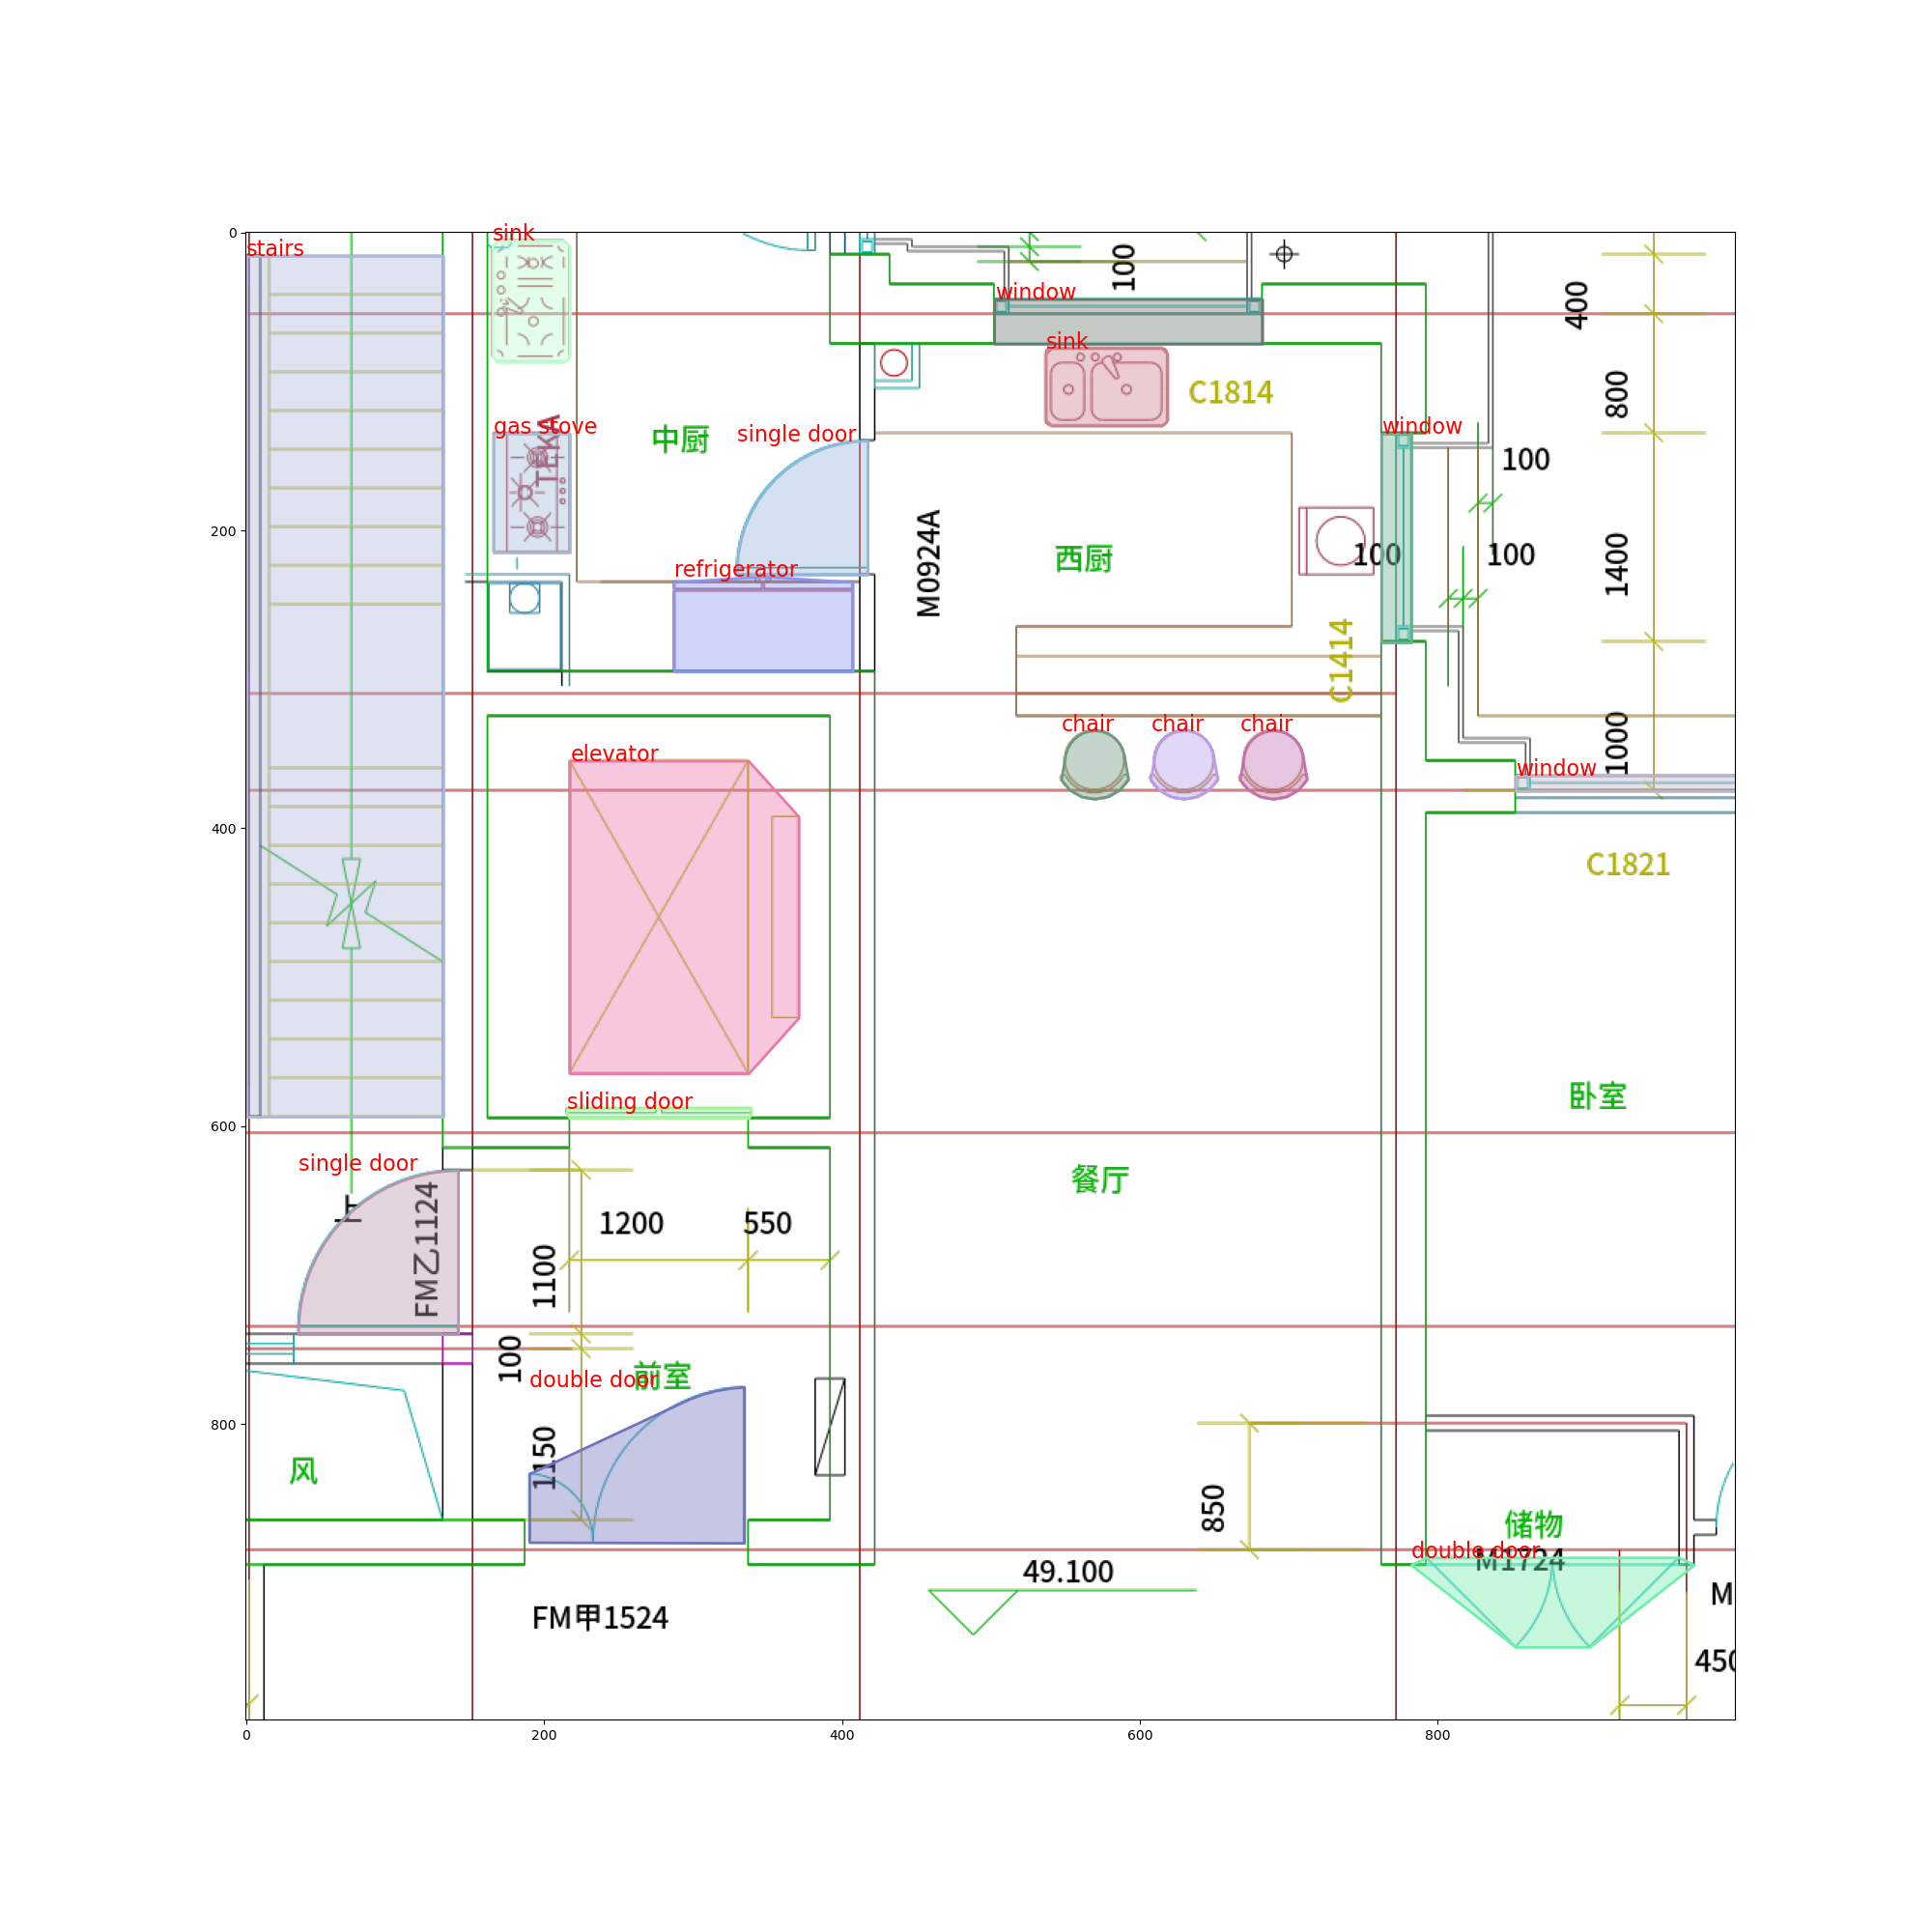 0
200
400
600
800
0
200
400
600
800
stairs
sink
window
100
400
sink
C1814
800
gas stove
TEKA
中厨
single door
window
100
M0924A
西厨
100
100
1400
refrigerator
C1414
chair
chair
chair
1000
elevator
window
C1821
sliding door
卧室
single door
上
FM乙1124
餐厅
1200
550
1100
100
前室
double door
1150
风
850
储物
double door
M1724
49.100
M
FM甲1524
450